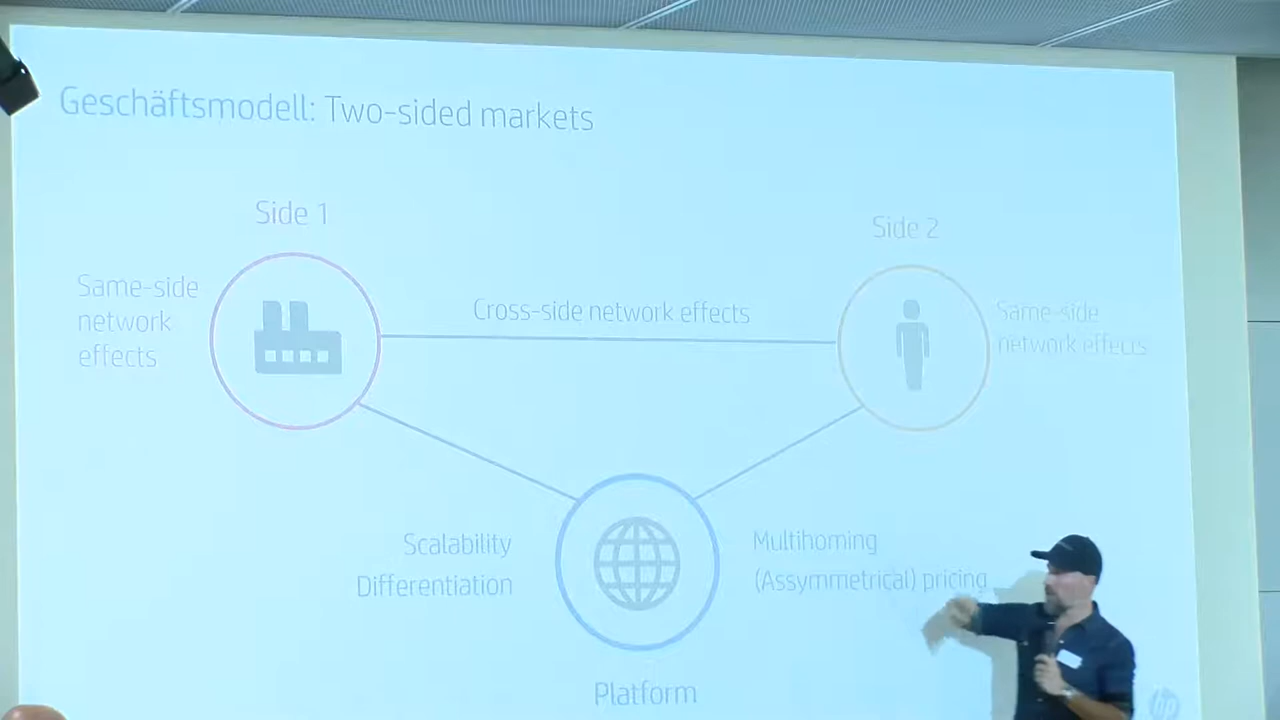 Geschäftsmodell: Two-sided markets
Side 1
Side 2
Same-side
network
effects
Cross-side network effects
Same-side
network effects
Scalability
Differentiation
Multihoming
(Assymmetrical) pricing
Platform
hp